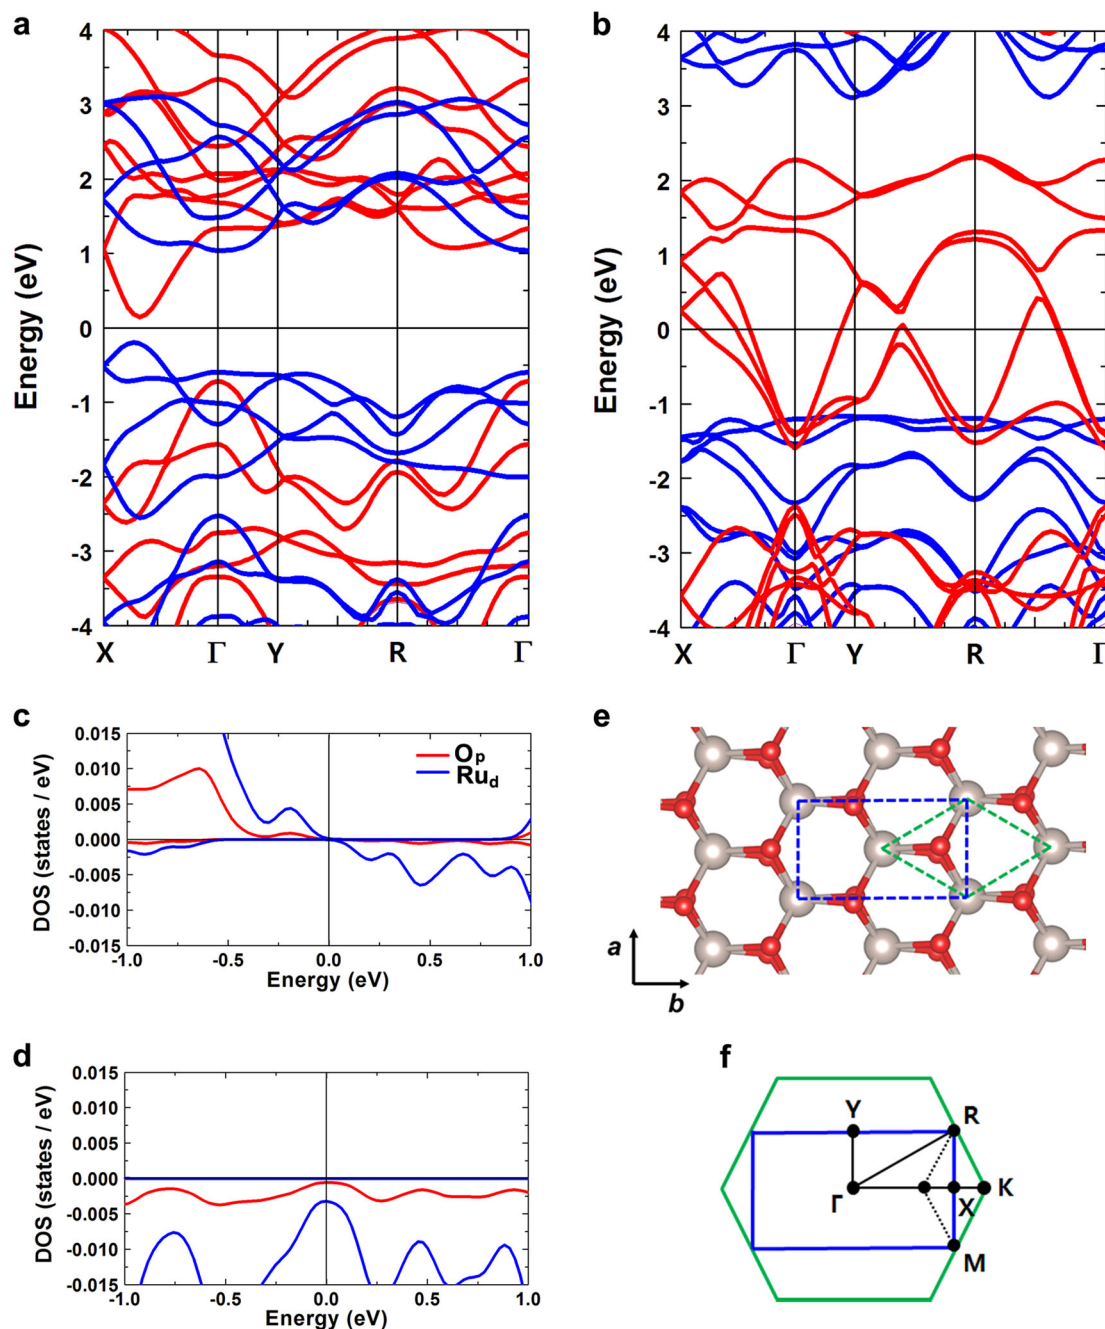 a
Energy (eV)
4
3
2
1
0
-1
-2
-3
-4
X Γ Y R Γ
b
Energy (eV)
4
3
2
1
0
-1
-2
-3
-4
X Γ Y R Γ
c
DOS (states / eV)
0.015
0.010
0.005
0.000
-0.005
-0.010
-0.015
Op
Rud
-1.0 -0.5 0.0 0.5 1.0
Energy (eV)
d
DOS (states / eV)
0.015
0.010
0.005
0.000
-0.005
-0.010
-0.015
-1.0 -0.5 0.0 0.5 1.0
Energy (eV)
e
a
b
f
Y R
Γ X K
M